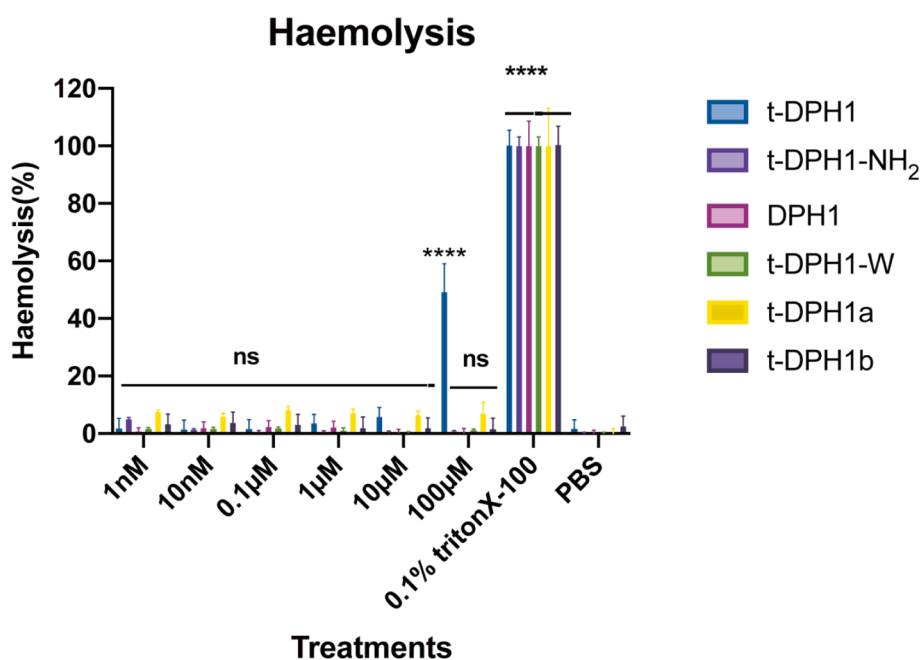 Haemolysis
Haemolysis(%)
120
100
80
60
40
20
0
ns
****
ns
****
1nM
10nM
0.1μM
1μM
10μM
100μM
0.1% tritonX-100
PBS
Treatments
t-DPH1
t-DPH1-NH₂
DPH1
t-DPH1-W
t-DPH1a
t-DPH1b